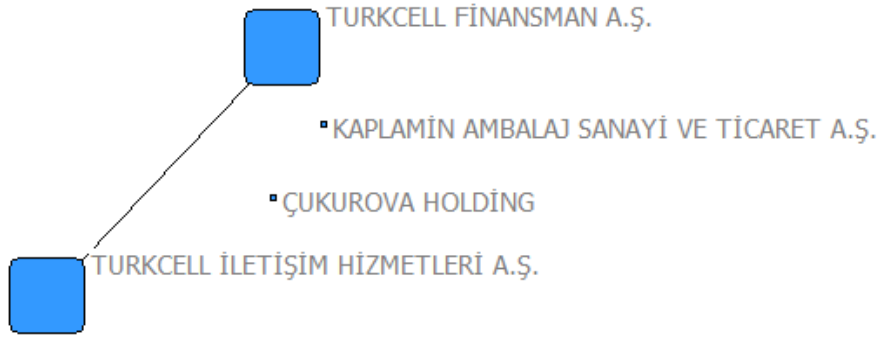 TURKCELL FİNANSMAN A.Ş.
KAPLAMİN AMBALAJ SANAYİ VE TİCARET A.Ş.
ÇUKUROVA HOLDİNG
TURKCELL İLETİŞİM HİZMETLERİ A.Ş.